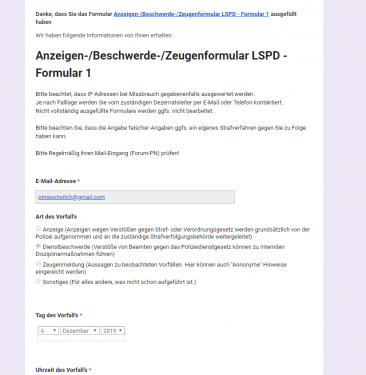 Danke, dass Sie das Formular Anzeigen-/Beschwerde-/Zeugenformular LSPD - Formular 1 ausgefüllt
haben
Wir haben folgende Informationen von Ihnen erhalten:
Anzeigen-/Beschwerde-/Zeugenformular LSPD -
Formular 1
Bitte beachtet, dass IP Adressen bei Missbrauch gegebenenfalls ausgewertet werden.
Je nach Falllage werden Sie vom zuständigen Dezernatsleiter per E-Mail oder Telefon kontaktiert.
Nicht vollständig ausgefüllte Formulare werden ggfs. nicht bearbeitet.
Bitte beachten Sie, dass die Angabe falscher Angaben ggfs. ein eigenes Strafverfahren gegen Sie zu Folge
haben kann.
Bitte Regelmäßig ihren Mail-Eingang (Forum-PN) prüfen!
E-Mail-Adresse *
oimexxtwitch@gmail.com
Art des Vorfall's
Anzeige (Anzeigen wegen Verstößen gegen Straf- oder Verordnungsgesetz werden grundsätzlich von der
Polizei aufgenommen und an die zuständige Strafverfolgungsbehörde weitergeleitet)
Dienstbeschwerde (Verstöße von Beamten gegen das Polizeidienstgesetz können zu Internden
Disziplinarmaßnahmen führen)
Zeugenmeldung (Aussagen zu beobachteten Vorfällen. Hier können auch "Annonyme" Hinweise
eingereicht werden)
Sonstiges (Für alles andere, was nicht schon aufgeführt ist.)
Tag des Vorfall's *
6 Dezember 2019
Uhrzeit des Vorfall's *